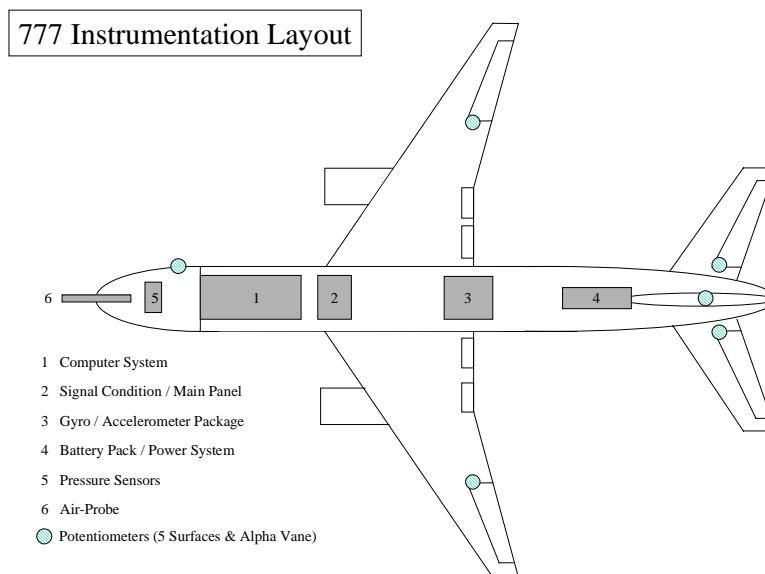 777 Instrumentation Layout
6
5
1
2
3
4
1 Computer System
2 Signal Condition / Main Panel
3 Gyro / Accelerometer Package
4 Battery Pack / Power System
5 Pressure Sensors
6 Air-Probe
Potentiometers (5 Surfaces & Alpha Vane)